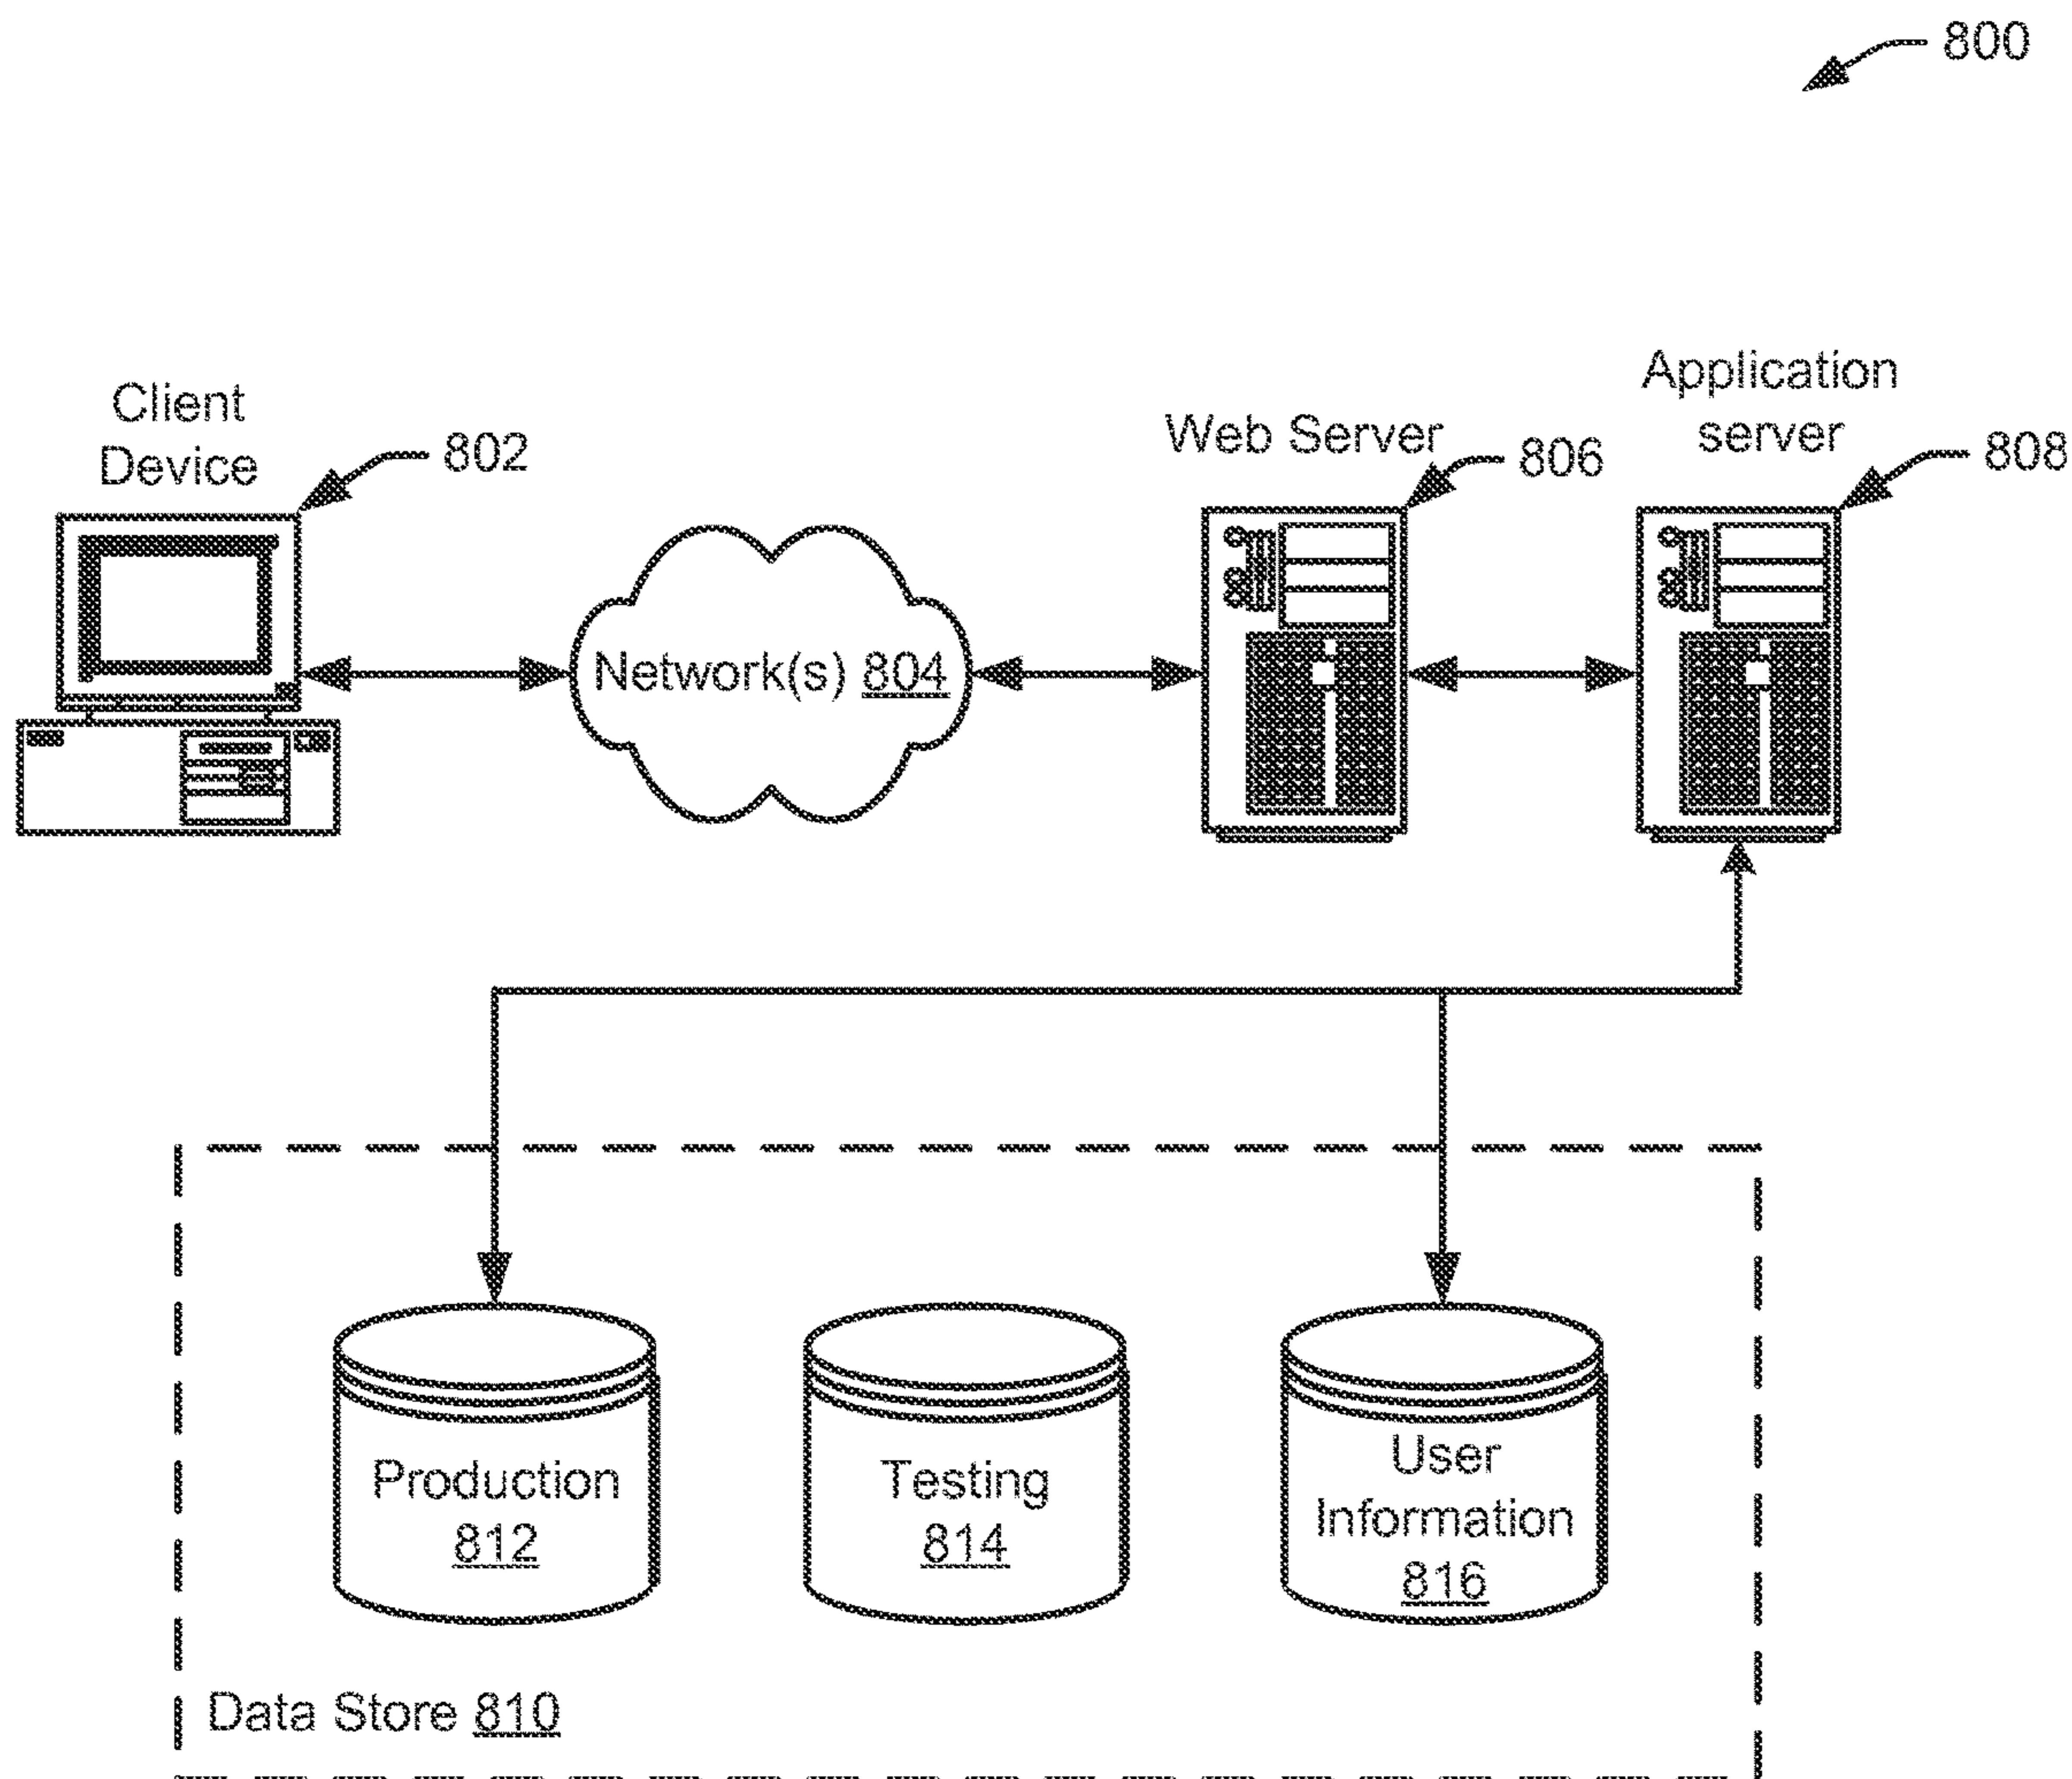 800
Client
Device
802
Network(s) 804
Web Server
806
Application
server
808
Production
812
Testing
814
User
Information
816
Data Store 810